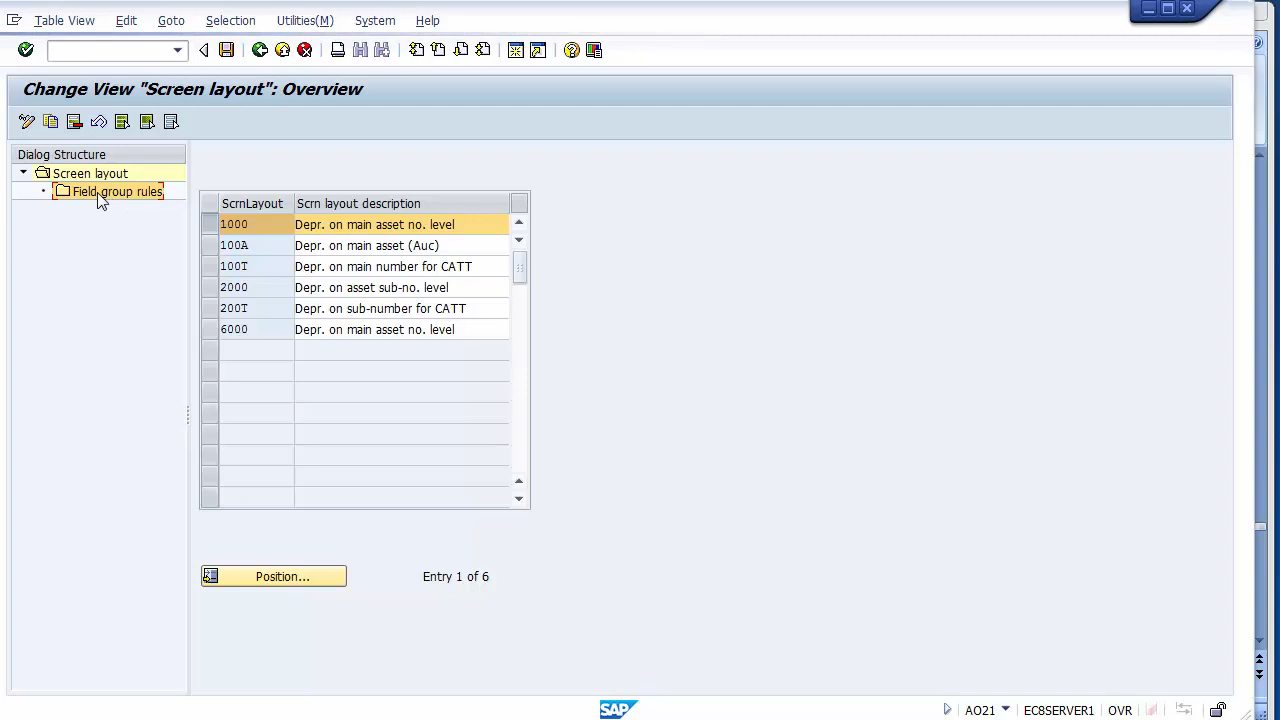 Table View Edit Goto Selection Utilities(M) System Help
Change View "Screen layout": Overview
Dialog Structure
Screen layout
Field group rules
ScrnLayout Scrn layout description
1000 Depr. on main asset no. level
100A Depr. on main asset (Auc)
100T Depr. on main number for CATT
2000 Depr. on asset sub-no. level
200T Depr. on sub-number for CATT
6000 Depr. on main asset no. level
Position... Entry 1 of 6
SAP AO21 ECSERVER1 OVR